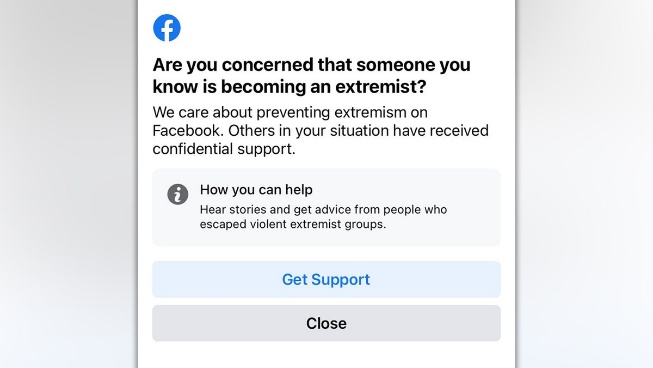 Are you concerned that someone you
know is becoming an extremist?
We care about preventing extremism on
Facebook. Others in your situation have received
confidential support.
How you can help
Hear stories and get advice from people who
escaped violent extremist groups.
Get Support
Close